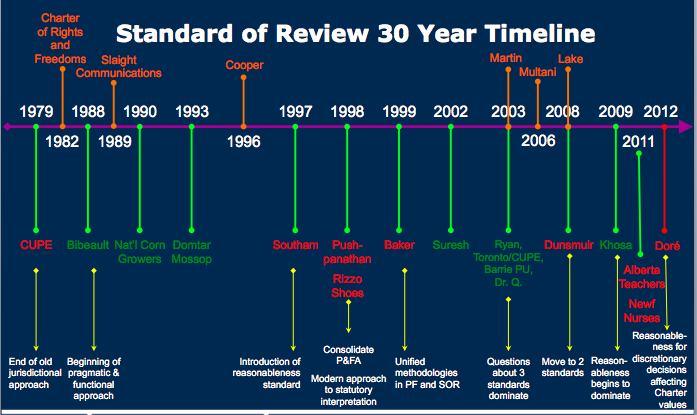 Standard of Review 30 Year Timeline
Charter
of Rights
and
Freedoms
Slaight
Communications
Cooper
Martin
Multani
Lake
1979
1988
1990
1993
1997
1998
1999
2002
2003
2008
2009
2012
1982
1989
1996
2006
2011
CUPE
Bibeault
Nat'l Corn
Growers
Domtar
Mossop
Southam
Push-
panathan
Rizzo
Shoes
Baker
Suresh
Ryan,
Toronto/CUPE,
Barrie PU,
Dr. Q.
Dunsmuir
Khosa
Alberta
Teachers
Newf
Nurses
Doré
End of old
jurisdictional
approach
Beginning of
pragmatic &
functional
approach
Introduction of
reasonableness
standard
Consolidate
P&FA
Modern approach
to statutory
interpretation
Unified
methodologies
in PF and SOR
Questions
about 3
standards
dominate
Move to 2
standards
Reason-
ableness
begins to
dominate
Reasonable-
ness for
discretionary
decisions
affecting
Charter
values